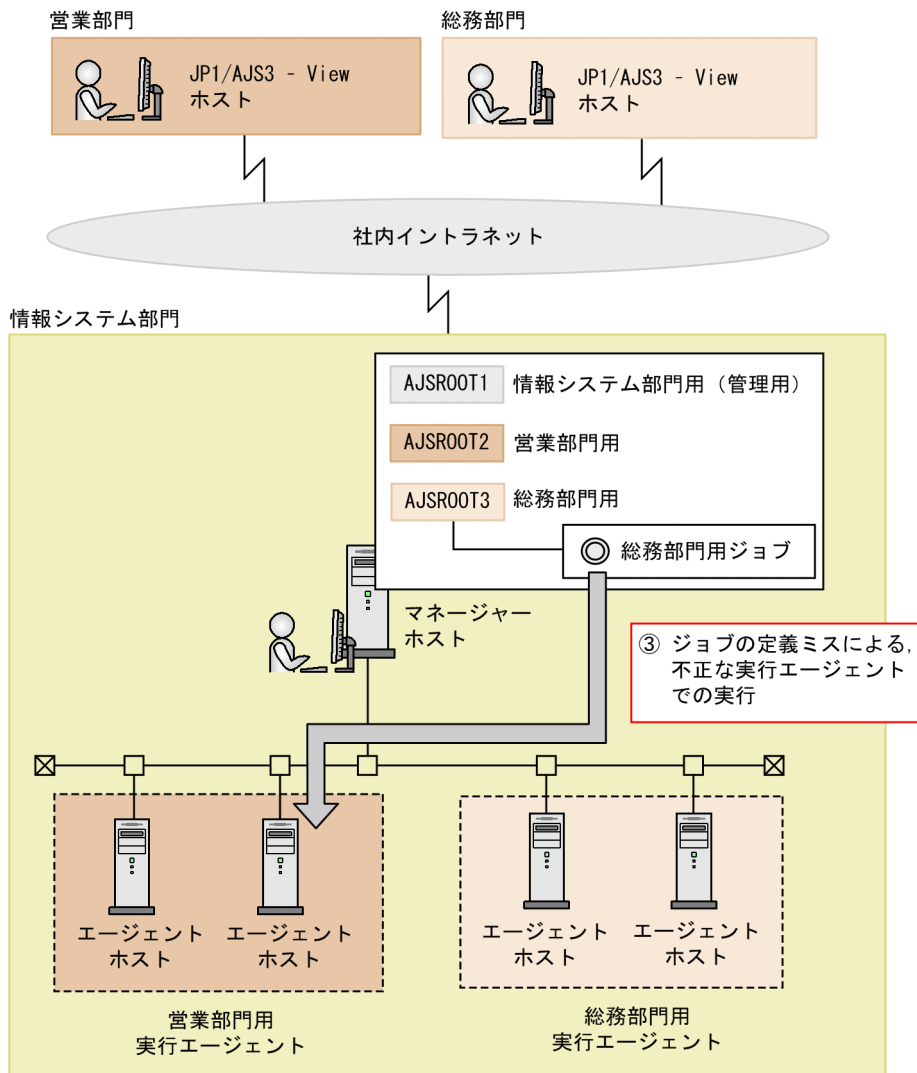 営業部門
総務部門
JP1/AJS3 - View
ホスト
JP1/AJS3 - View
ホスト
社内イントラネット
情報システム部門
AJSROOT1 情報システム部門用（管理用）
AJSROOT2 営業部門用
AJSROOT3 総務部門用
総務部門用ジョブ
マネージャー
ホスト
③ ジョブの定義ミスによる，
不正な実行エージェント
での実行
エージェント
ホスト
エージェント
ホスト
エージェント
ホスト
エージェント
ホスト
営業部門用
実行エージェント
総務部門用
実行エージェント